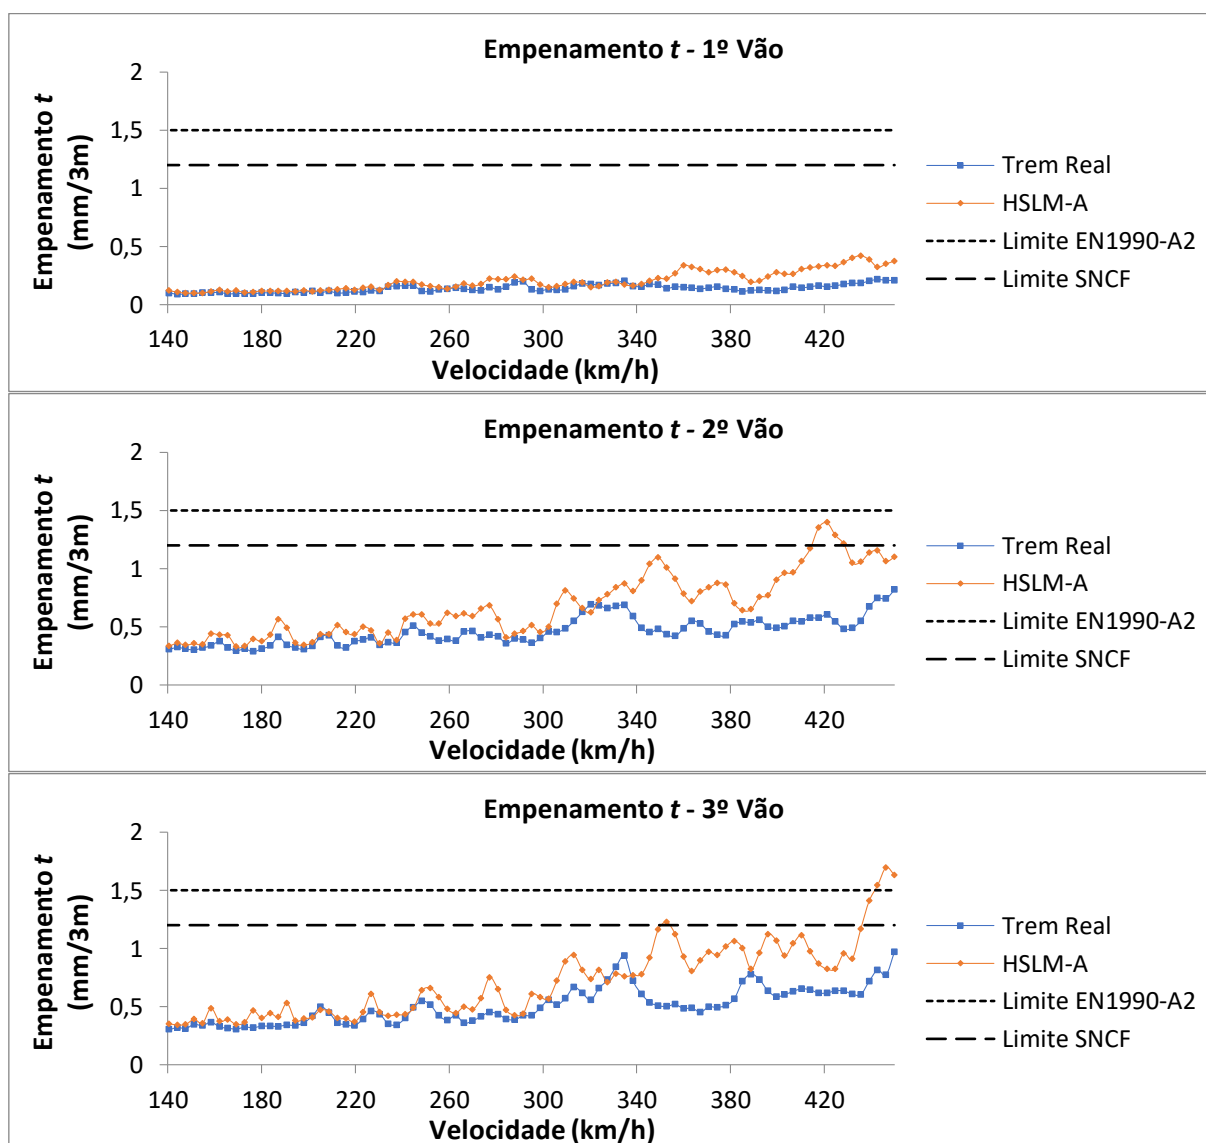 Empenamento t - 1º Vão
Empenamento t
(mm/3m)
2
1,5
1
0,5
0
140 180 220 260 300 340 380 420
Velocidade (km/h)
Trem Real
HSLM-A
Limite EN1990-A2
Limite SNCF
Empenamento t - 2º Vão
Empenamento t
(mm/3m)
2
1,5
1
0,5
0
140 180 220 260 300 340 380 420
Velocidade (km/h)
Trem Real
HSLM-A
Limite EN1990-A2
Limite SNCF
Empenamento t - 3º Vão
Empenamento t
(mm/3m)
2
1,5
1
0,5
0
140 180 220 260 300 340 380 420
Velocidade (km/h)
Trem Real
HSLM-A
Limite EN1990-A2
Limite SNCF